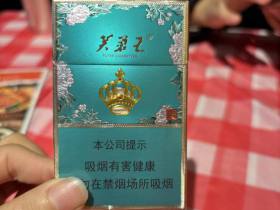 芙蓉王
本公司提示
吸烟有害健康
勿在禁烟场所吸烟